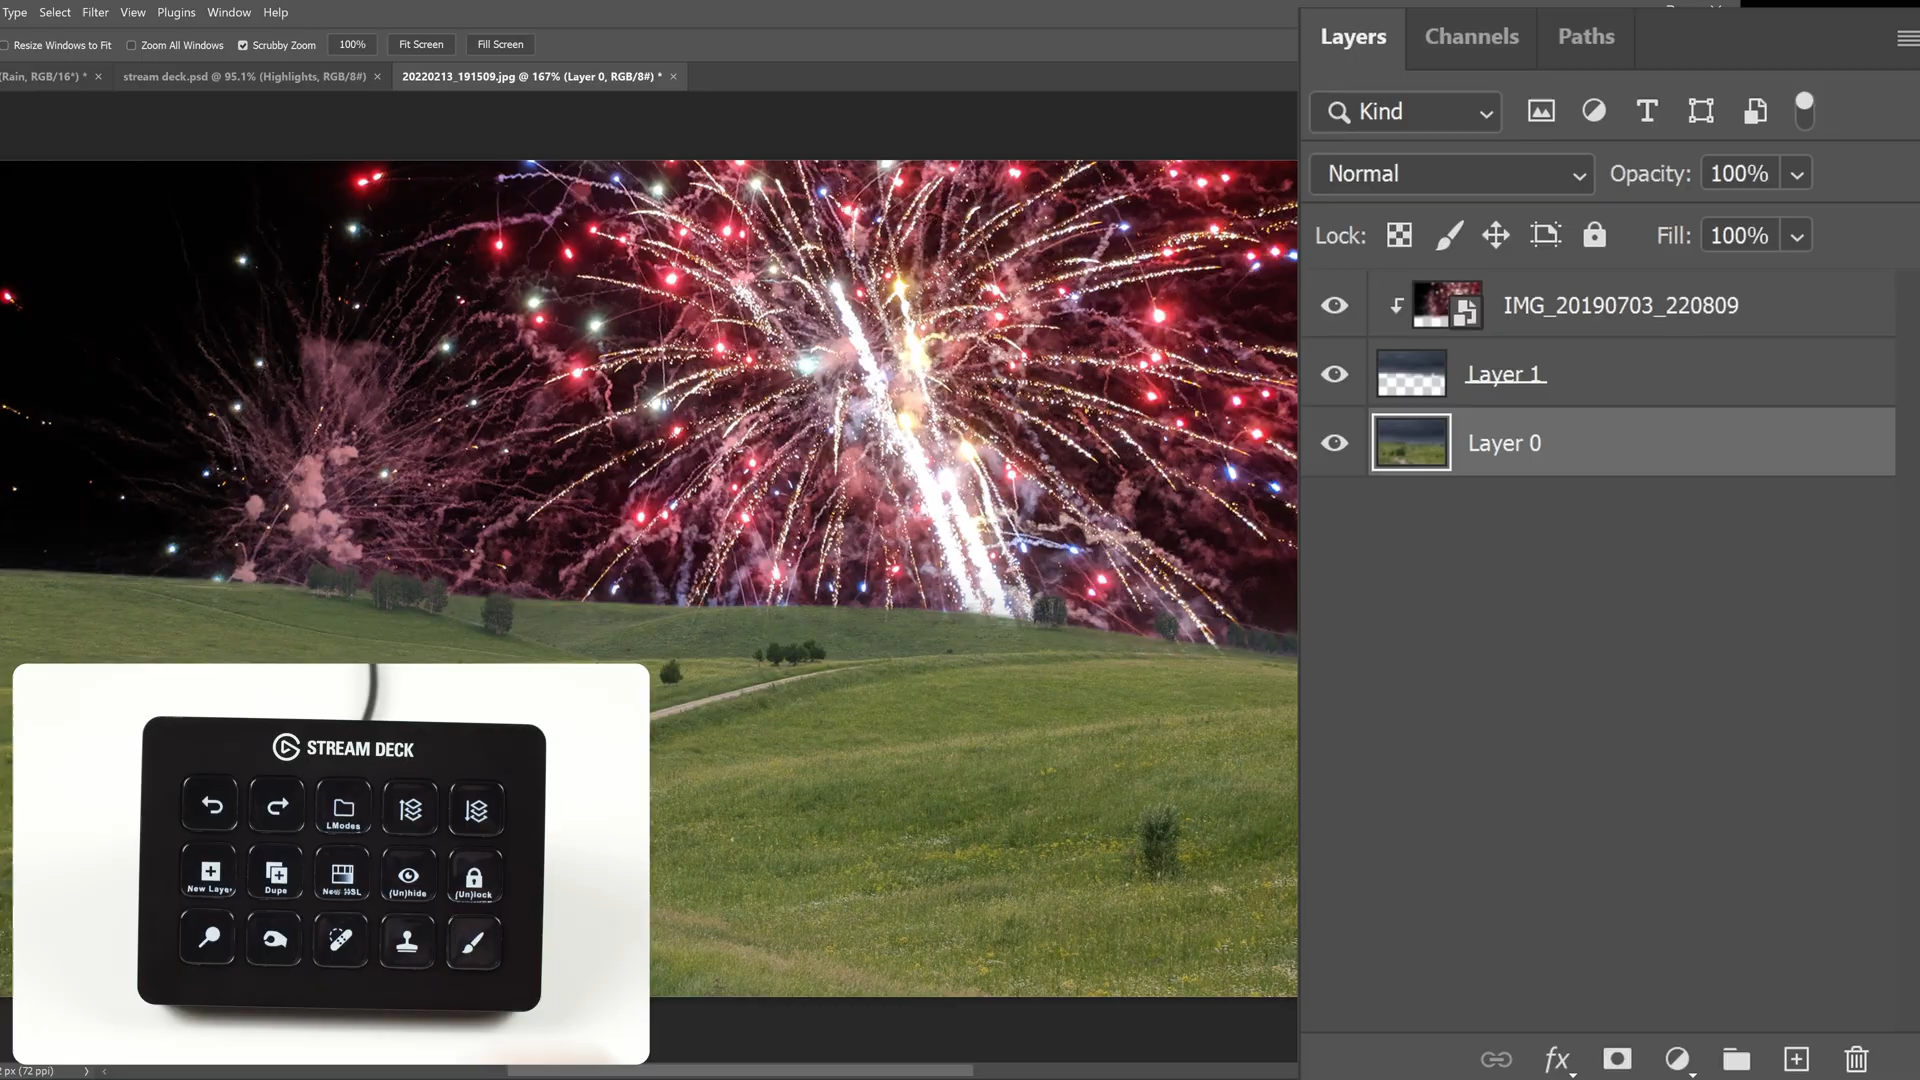 Type Select Filter View Plugins Window Help
Resize Windows to Fit Zoom All Windows Scrubby Zoom 100% Fit Screen Fill Screen
(Rain, RGB/16*) * × stream deck.psd @ 95.1% (Highlights, RGB/8#) × 20220213_191509.jpg @ 167% (Layer 0, RGB/8#) * ×
Layers Channels Paths
Kind
Normal Opacity: 100%
Lock: Fill: 100%
IMG_20190703_220809
Layer 1
Layer 0
STREAM DECK
LModes
New Layer Dupe New HSL (Un)hide (Un)lock
px (72 ppi)